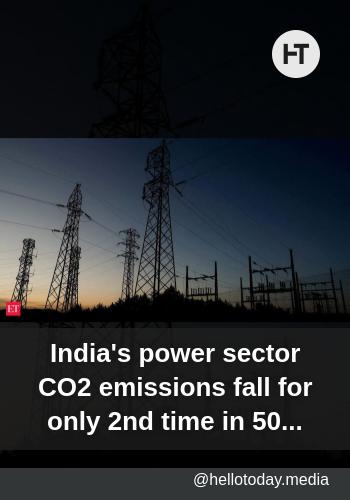 HT
ET
India's power sector
CO2 emissions fall for
only 2nd time in 50...
@hellotoday.media